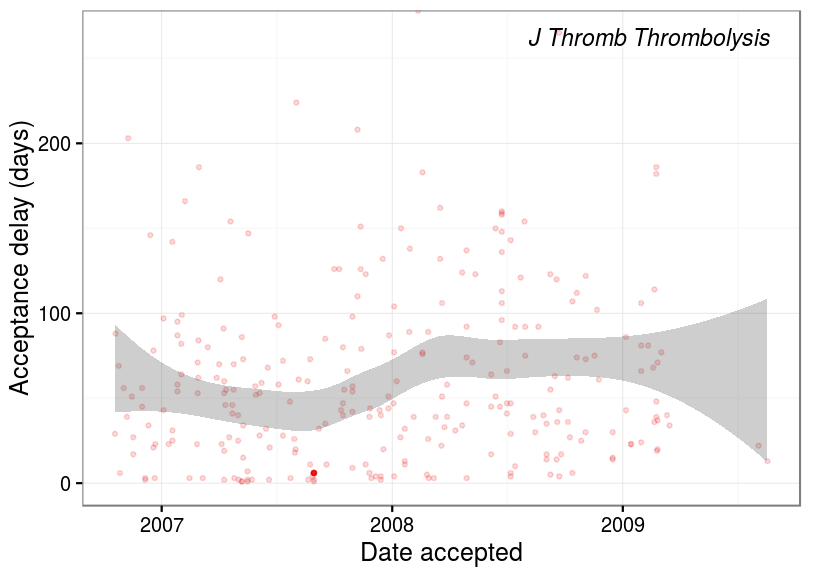 J Thromb Thrombolysis
Acceptance delay (days)
200
100
0
2007
2008
2009
Date accepted